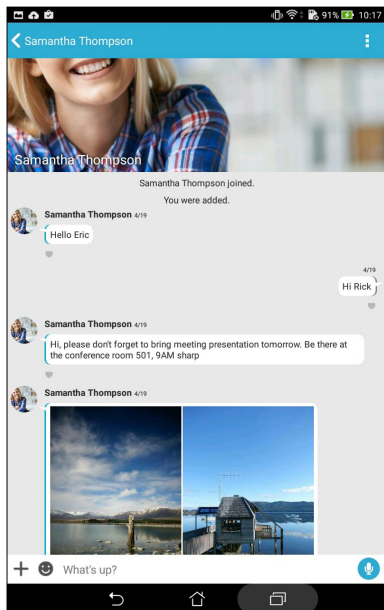 91% 10:17
Samantha Thompson
Samantha Thompson
Samantha Thompson joined.
You were added.
Samantha Thompson 4/19
Hello Eric
4/19
Hi Rick
Samantha Thompson 4/19
Hi, please don't forget to bring meeting presentation tomorrow. Be there at
the conference room 501, 9AM sharp
Samantha Thompson 4/19
What's up?